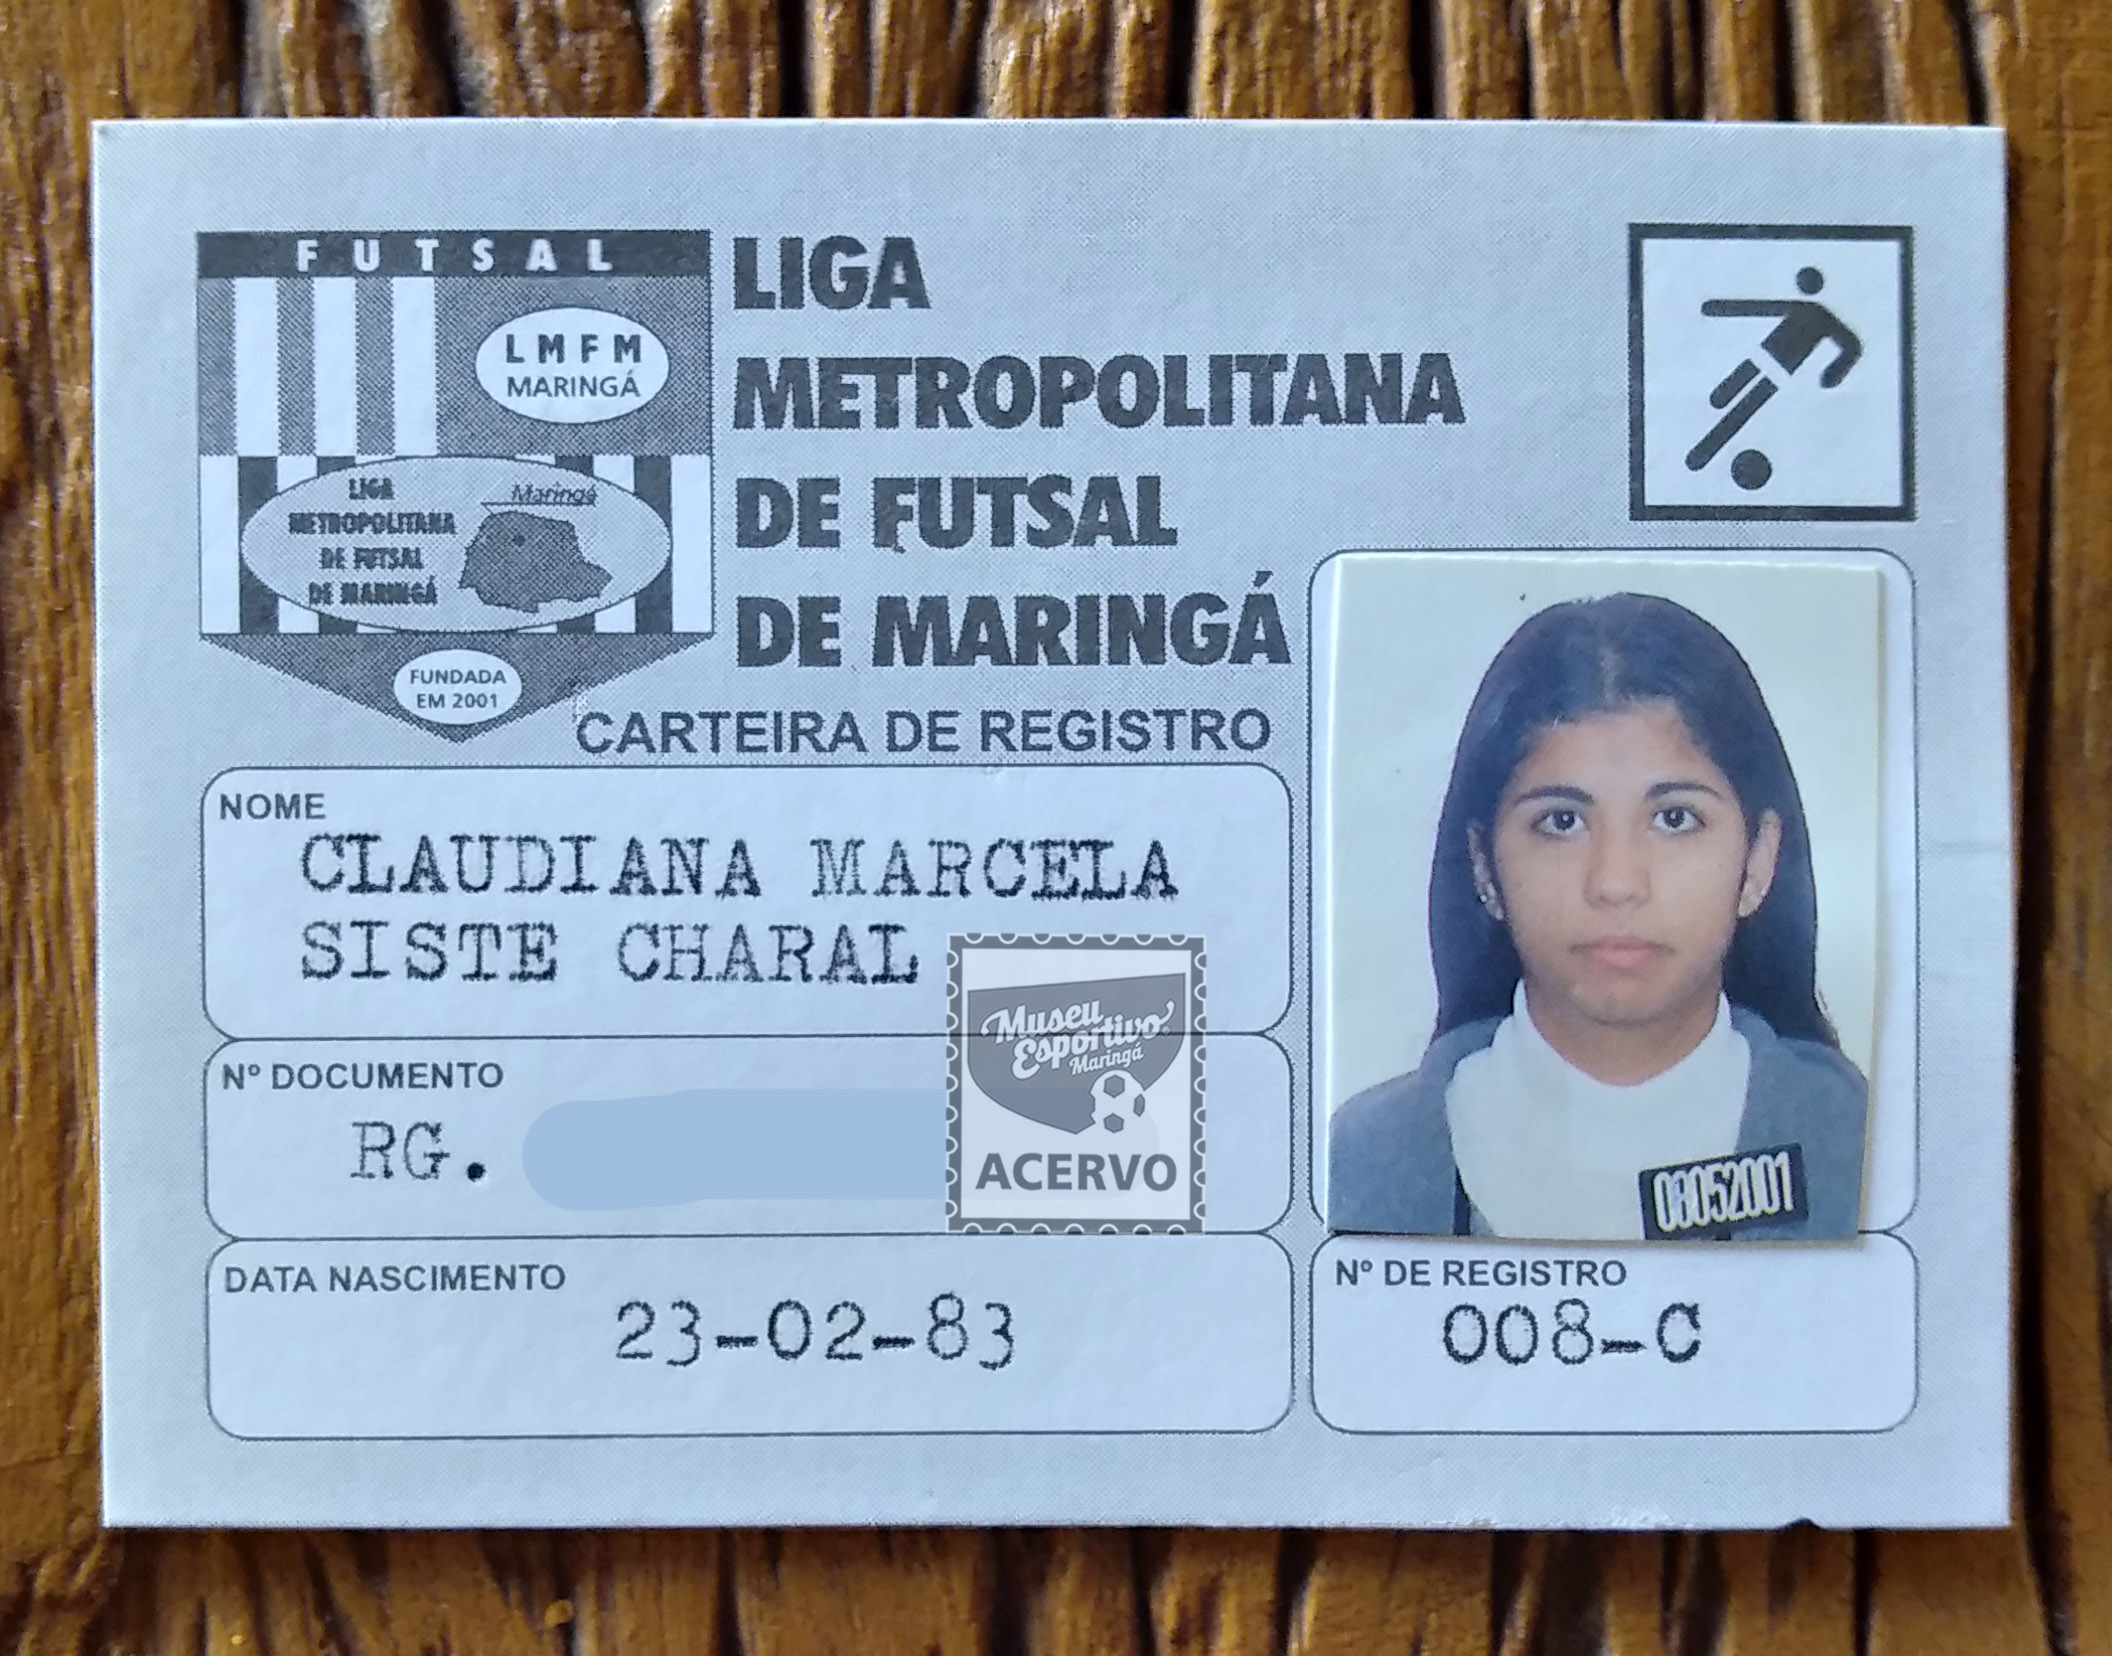 FUTSAL
LMFM
MARINGÁ
LIGA
METROPOLITANA
DE FUTSAL
DE MARINGÁ
Maringá
FUNDADA
EM 2001
LIGA
METROPOLITANA
DE FUTSAL
DE MARINGÁ
CARTEIRA DE REGISTRO
NOME
CLAUDIANA MARCELA
SISTE CHARAL
Nº DOCUMENTO
RG.
Museu
Esportivo
Maringá
ACERVO
08052001
DATA NASCIMENTO
23-02-83
Nº DE REGISTRO
008-C